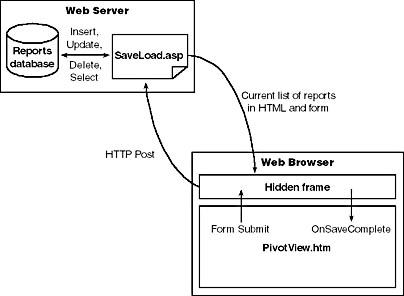 Web Server
Reports
database
Insert,
Update,
Delete,
Select
SaveLoad.asp
Current list of reports
in HTML and form
HTTP Post
Web Browser
Hidden frame
Form Submit
OnSaveComplete
PivotView.htm